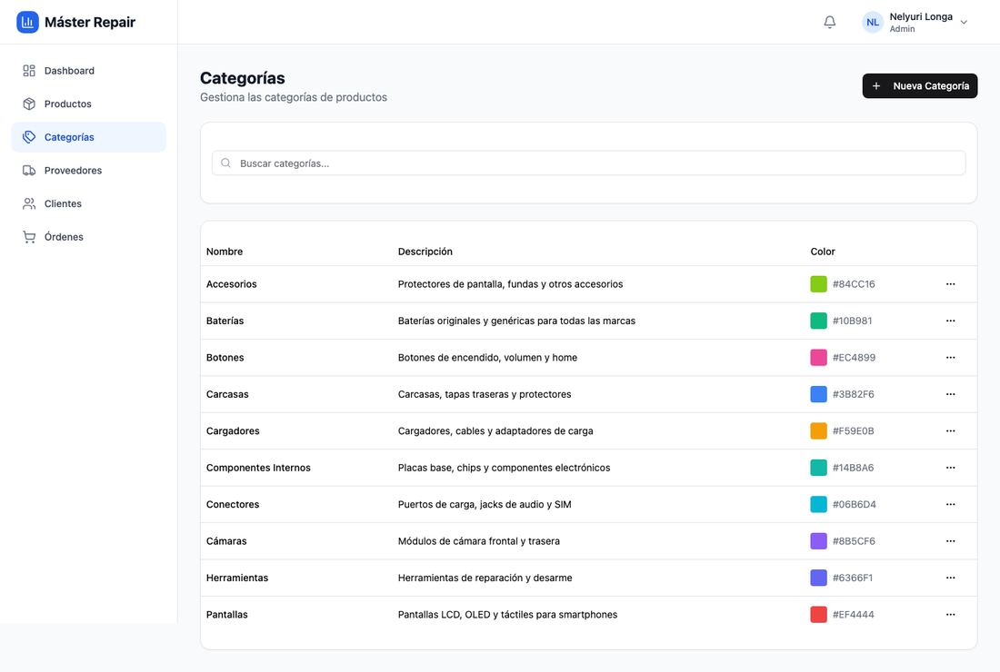 Máster Repair
NL
Nelyuri Longa
Admin
Dashboard
Productos
Categorías
Proveedores
Clientes
Órdenes
Categorías
Gestiona las categorías de productos
+ Nueva Categoría
Buscar categorías...
Nombre Descripción Color
Accesorios Protectores de pantalla, fundas y otros accesorios #84CC16 ...
Baterías Baterías originales y genéricas para todas las marcas #10B981 ...
Botones Botones de encendido, volumen y home #EC4899 ...
Carcasas Carcasas, tapas traseras y protectores #3B82F6 ...
Cargadores Cargadores, cables y adaptadores de carga #F59E0B ...
Componentes Internos Placas base, chips y componentes electrónicos #14B8A6 ...
Conectores Puertos de carga, jacks de audio y SIM #06B6D4 ...
Cámaras Módulos de cámara frontal y trasera #8B5CF6 ...
Herramientas Herramientas de reparación y desarme #6366F1 ...
Pantallas Pantallas LCD, OLED y táctiles para smartphones #EF4444 ...